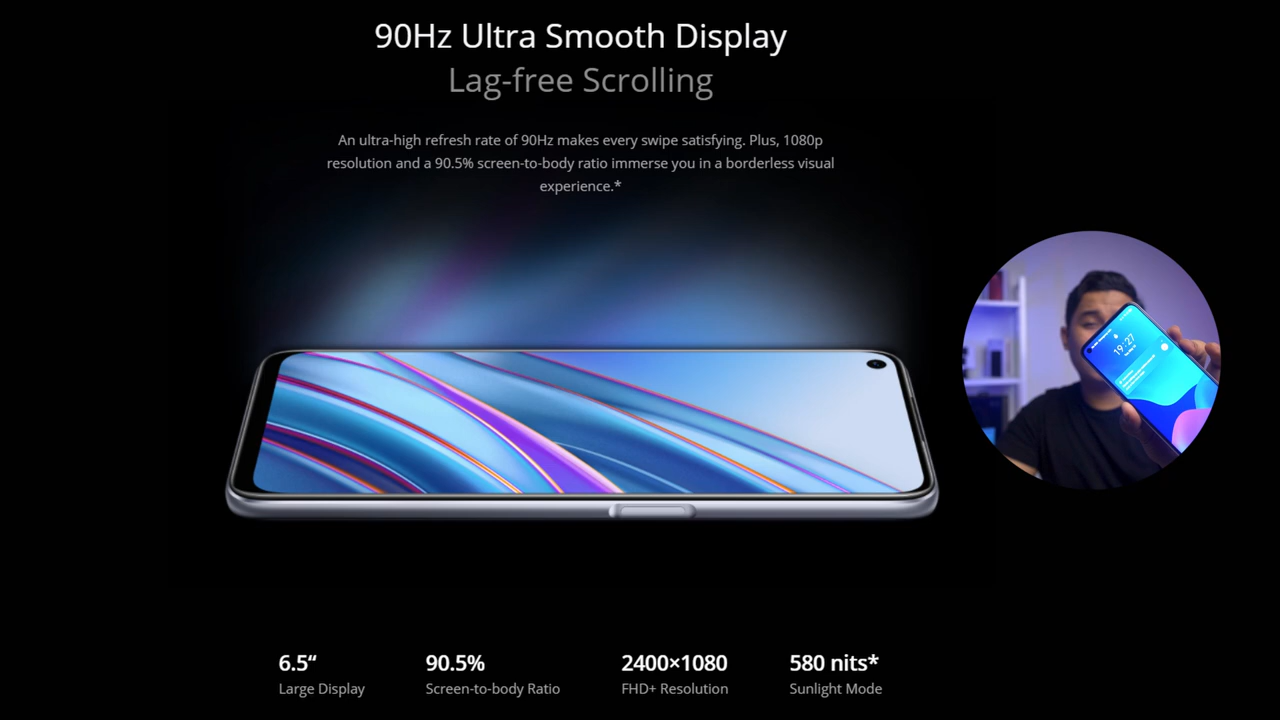 90Hz Ultra Smooth Display
Lag-free Scrolling
An ultra-high refresh rate of 90Hz makes every swipe satisfying. Plus, 1080p
resolution and a 90.5% screen-to-body ratio immerse you in a borderless visual
experience.*
19:27
6.5“ 90.5% 2400×1080 580 nits*
Large Display Screen-to-body Ratio FHD+ Resolution Sunlight Mode